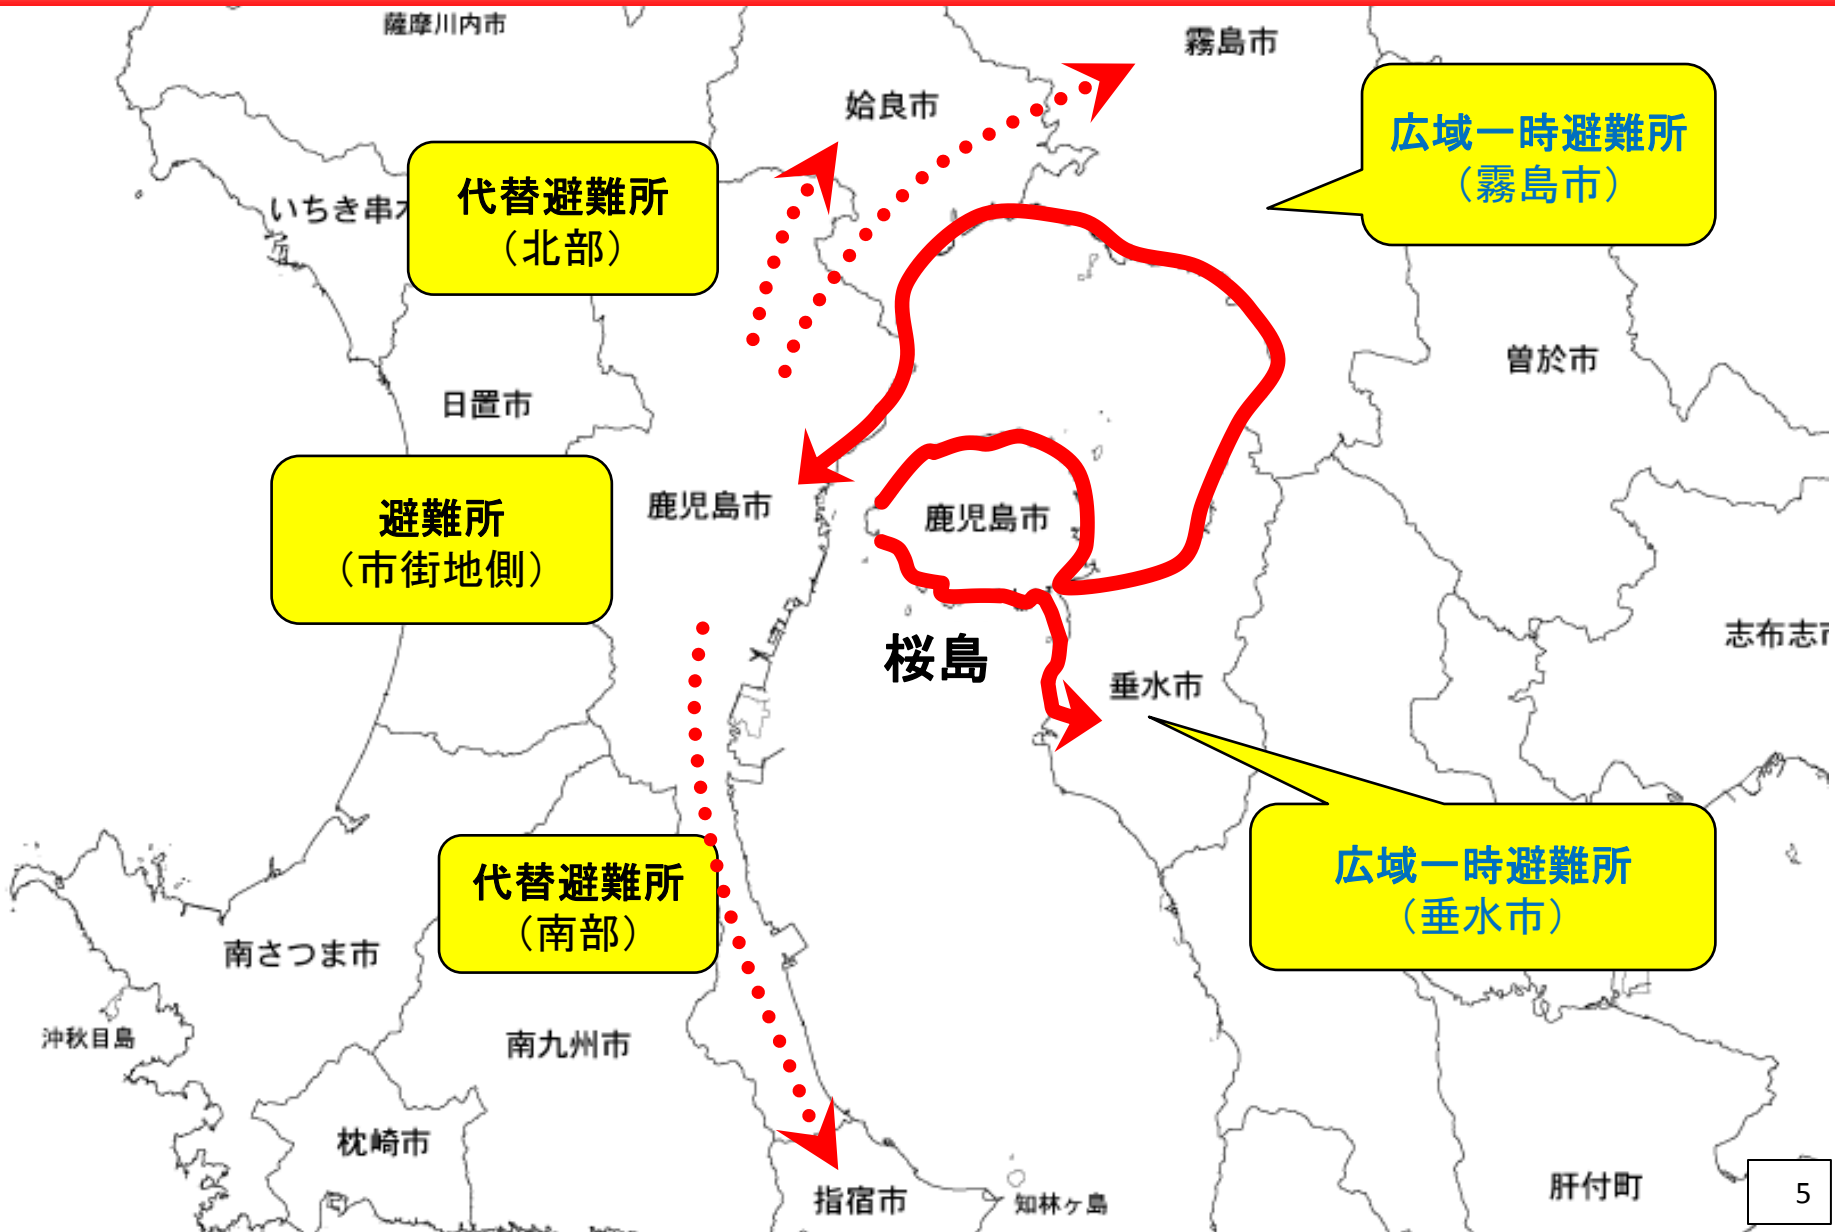 薩摩川内市
霧島市
姶良市
広域一時避難所
（霧島市）
代替避難所
（北部）
いちき串
曽於市
日置市
避難所
（市街地側）
鹿児島市
鹿児島市
桜島
志布志市
垂水市
広域一時避難所
（垂水市）
代替避難所
（南部）
南さつま市
沖秋目島
南九州市
枕崎市
指宿市
知林ヶ島
肝付町
5